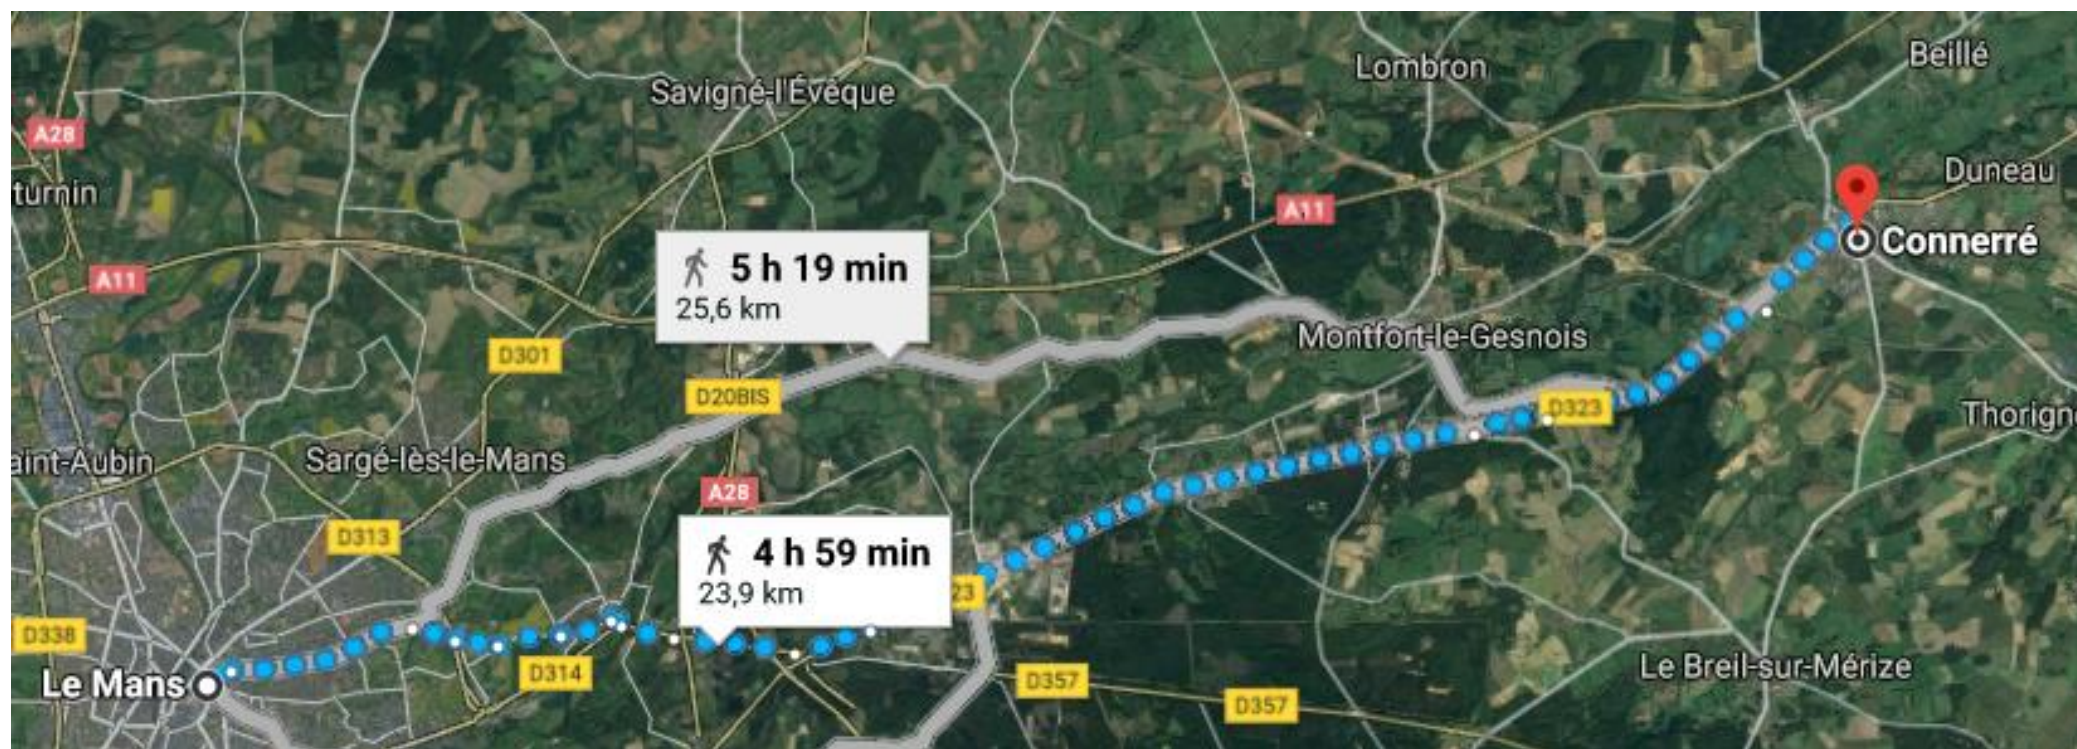 Beillé
Lombron
Savigné-l'Évêque
A28
Duneau
turnin
A11
Connerré
5 h 19 min
A11
25,6 km
Montfort-le-Gesnois
D301
D20BIS
D323
Thorign
aint-Aubin
Sargé-lès-le-Mans
A28
D313
4 h 59 min
23,9 km
23
D338
Le Breil-sur-Mérize
D314
Le Mans
D357
D357